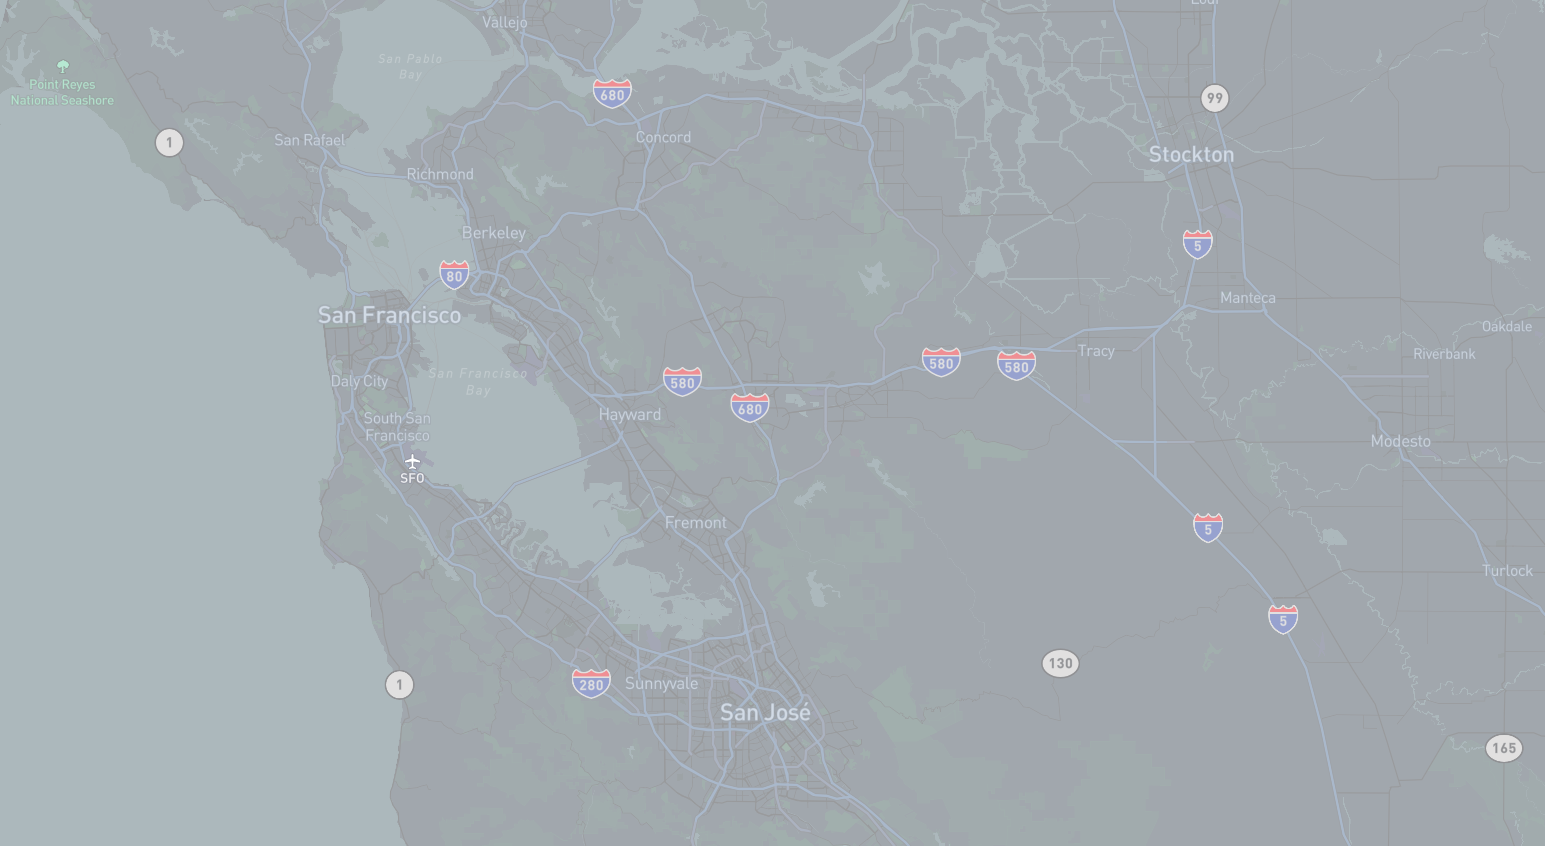 Vallejo
San Pablo
Bay
Point Reyes
National Seashore
680
99
1
San Rafael
Concord
Stockton
Richmond
Berkeley
5
80
Manteca
San Francisco
Oakdale
Tracy
Riverbank
580
580
San Francisco
Bay
Daly City
580
680
Hayward
South San
Francisco
Modesto
SFO
Fremont
5
Turlock
5
130
1
280
Sunnyvale
San José
165